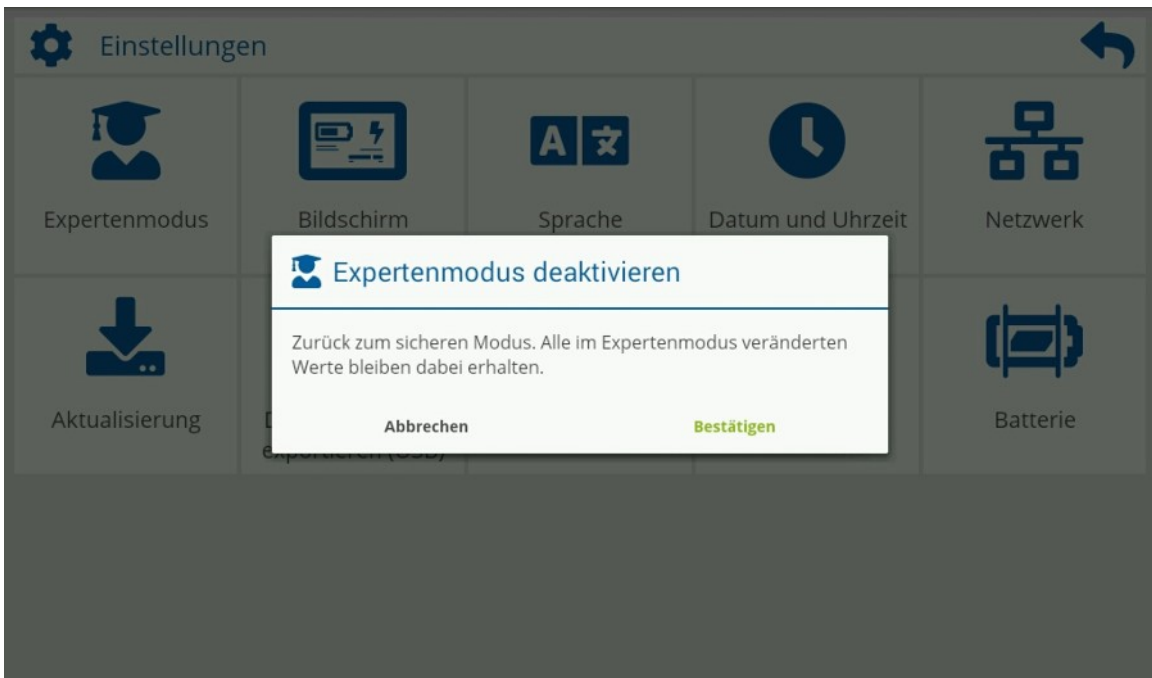 Einstellungen
Expertenmodus
Bildschirm
Sprache
Datum und Uhrzeit
Netzwerk
Expertenmodus deaktivieren
Zurück zum sicheren Modus. Alle im Expertenmodus veränderten
Werte bleiben dabei erhalten.
Abbrechen
Bestätigen
Aktualisierung
Batterie